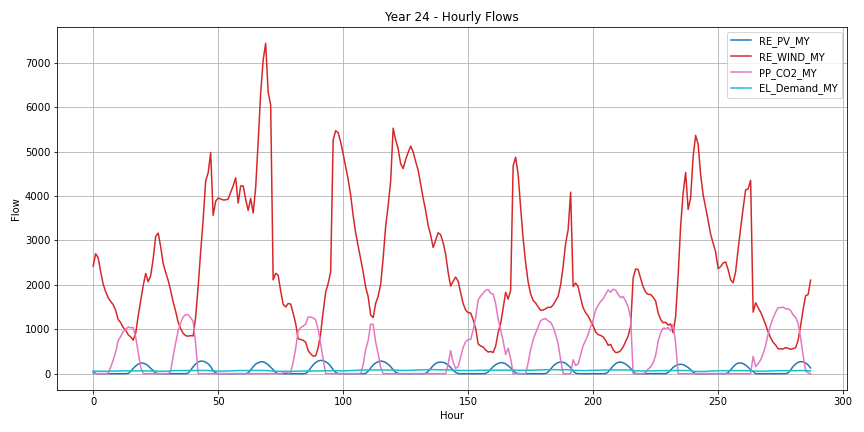 Year 24 - Hourly Flows
RE_PV_MY
RE_WIND_MY
PP_CO2_MY
EL_Demand_MY
Flow
7000
6000
5000
4000
3000
2000
1000
0
0 50 100 150 200 250 300
Hour